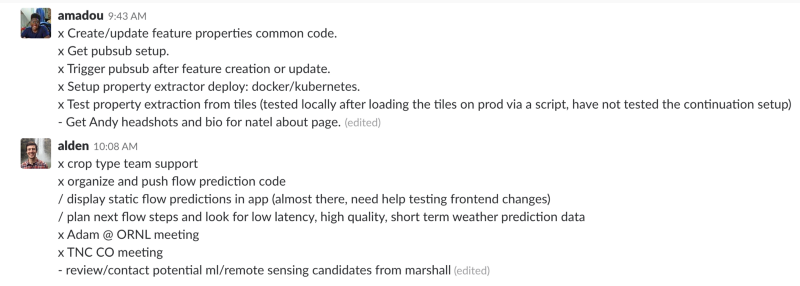 amadou 9:43 AM
x Create/update feature properties common code.
x Get pubsub setup.
x Trigger pubsub after feature creation or update.
x Setup property extractor deploy: docker/kubernetes.
x Test property extraction from tiles (tested locally after loading the tiles on prod via a script, have not tested the continuation setup)
- Get Andy headshots and bio for natel about page. (edited)
alden 10:08 AM
x crop type team support
x organize and push flow prediction code
/ display static flow predictions in app (almost there, need help testing frontend changes)
/ plan next flow steps and look for low latency, high quality, short term weather prediction data
x Adam @ ORNL meeting
x TNC CO meeting
- review/contact potential ml/remote sensing candidates from marshall (edited)